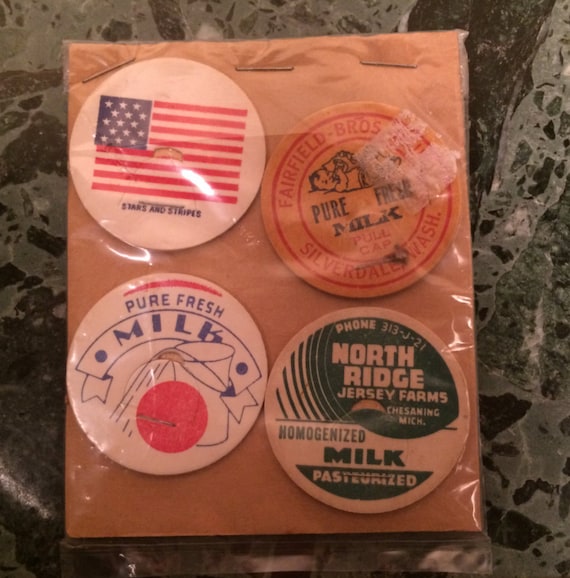 STARS AND STRIPES
FAIRFIELD-BROS.
PURE FRESH
MILK
PULL
CAP
SILVERDALE, WASH.
PURE FRESH
MILK
PHONE 313-J-21
NORTH
RIDGE
JERSEY FARMS
CHESANING
MICH.
HOMOGENIZED
MILK
PASTEURIZED